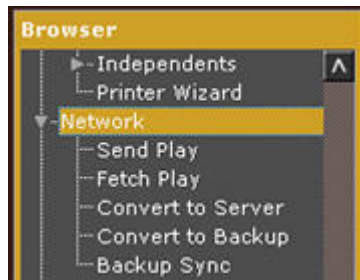 Browser
Independents
Printer Wizard
Network
Send Play
Fetch Play
Convert to Server
Convert to Backup
Backup Sync